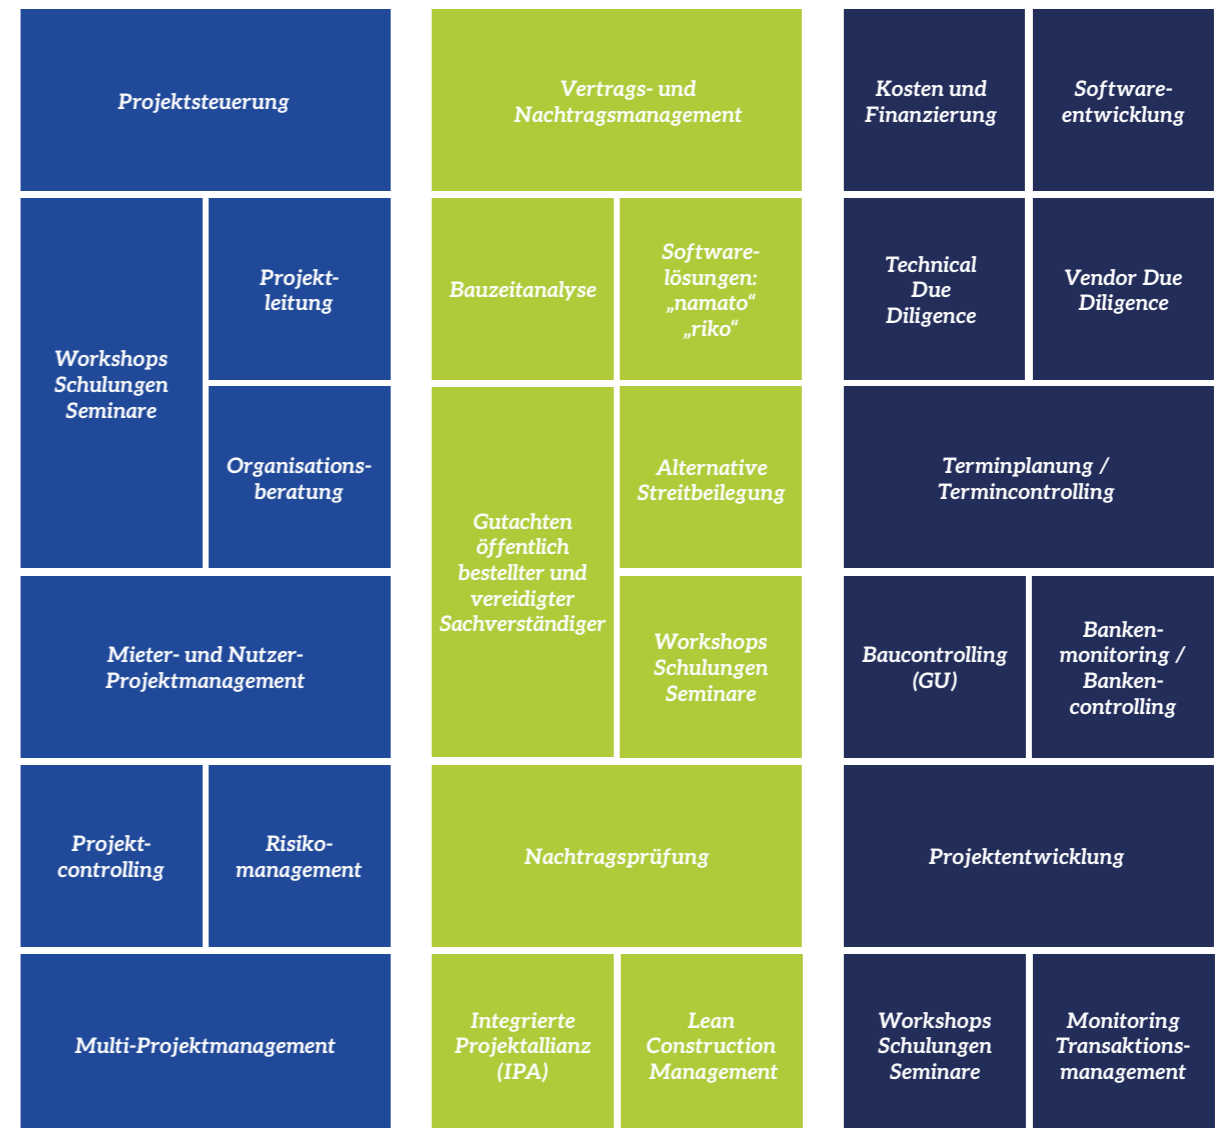 Projektsteuerung
Workshops
Schulungen
Seminare
Projekt-
leitung
Organisations-
beratung
Mieter- und Nutzer-
Projektmanagement
Projekt-
controlling
Risiko-
management
Multi-Projektmanagement
Vertrags- und
Nachtragsmanagement
Bauzeitanalyse
Software-
lösungen:
„namato“
„riko“
Gutachten
öffentlich
bestellter und
vereidigter
Sachverständiger
Alternative
Streitbeilegung
Workshops
Schulungen
Seminare
Nachtragsprüfung
Integrierte
Projektallianz
(IPA)
Lean
Construction
Management
Kosten und
Finanzierung
Software-
entwicklung
Technical
Due
Diligence
Vendor Due
Diligence
Terminplanung /
Termincontrolling
Baucontrolling
(GU)
Banken-
monitoring /
Banken-
controlling
Projektentwicklung
Workshops
Schulungen
Seminare
Monitoring
Transaktions-
management